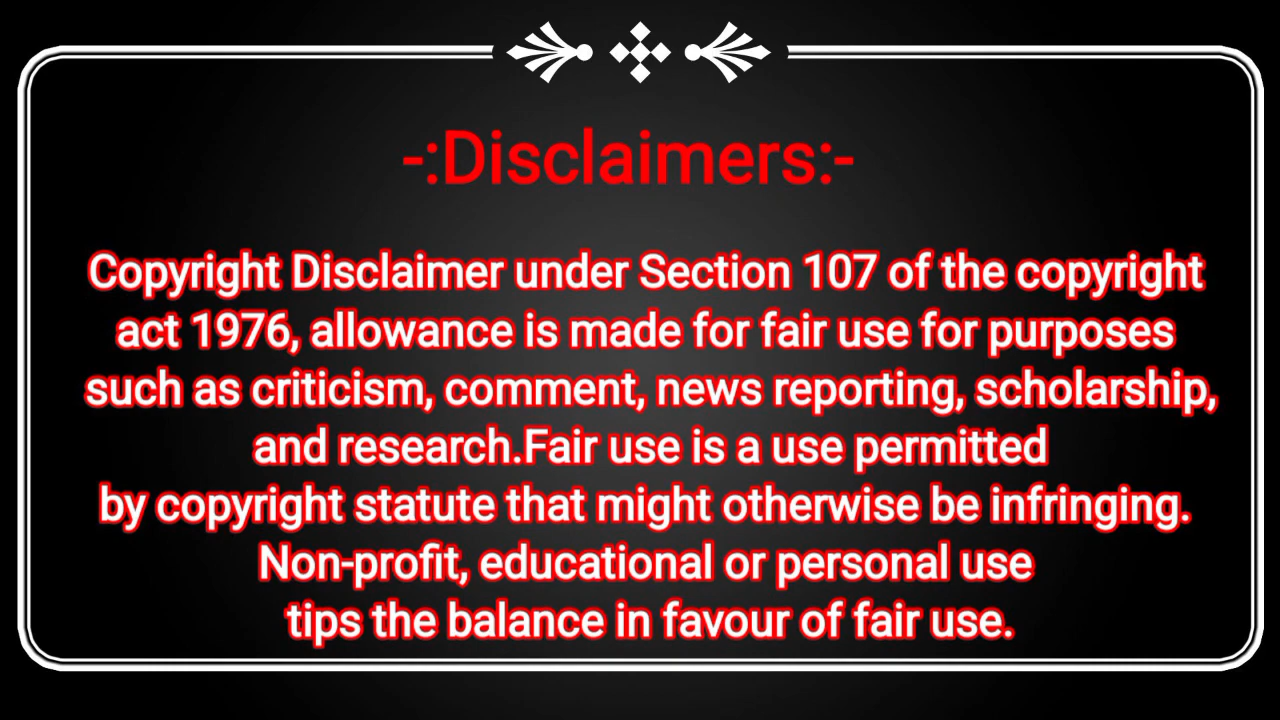 -:Disclaimers:-
Copyright Disclaimer under Section 107 of the copyright
act 1976, allowance is made for fair use for purposes
such as criticism, comment, news reporting, scholarship,
and research.Fair use is a use permitted
by copyright statute that might otherwise be infringing.
Non-profit, educational or personal use
tips the balance in favour of fair use.